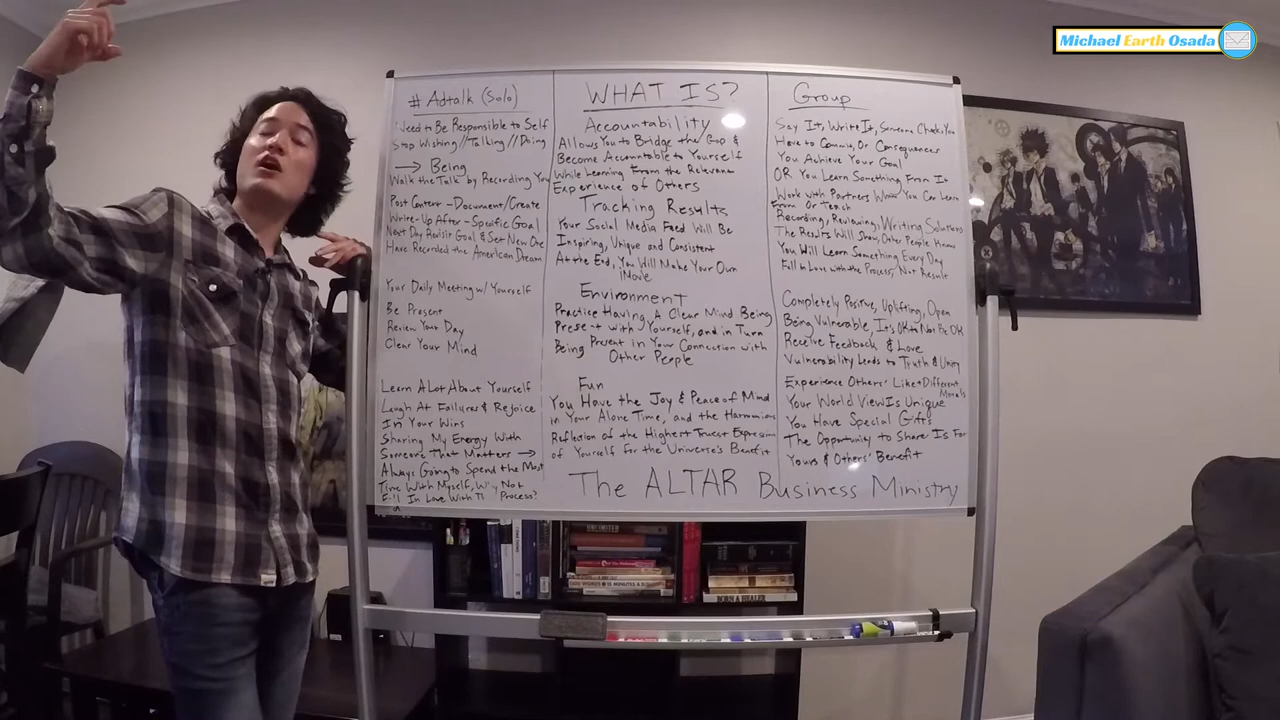 Michael Earth Osada
# Adtalk (Solo)
Need to Be Responsible to Self
Stop Wishing // Talking // Doing
→ Being
Walk the Talk by Recording You
Post Content - Document/Create
Write-Up After - Specific Goal
Next Day Revisit Goal & Set New One
Have Recorded the American Dream
Your Daily Meeting w/ Yourself
Be Present
Review Your Day
Clear Your Mind
Learn A Lot About Yourself
Laugh At Failures & Rejoice
In Your Wins
Sharing My Energy With
Someone That Matters →
Always Going to Spend the Most
Time With Myself, Why Not
Fall In Love With Process?
WHAT IS?
Accountability
Allows You to Bridge the Gap &
Become Accountable to Yourself
While Learning From the Relevant
Experience of Others
Tracking Results
Your Social Media Feed Will Be
Inspiring, Unique and Consistent
At the End, You Will Make Your Own
iMovie
Environment
Practice Having A Clear Mind Being
Present with Yourself, and in Turn
Being Present in Your Connection with
Other People
Fun
You Have the Joy & Peace of Mind
in Your Alone Time, and the Harmonious
Reflection of the Highest Truest Expression
of Yourself for the Universe's Benefit
Group
Say It, Write It, Someone Checks You
Have to Commit, Or Consequences
You Achieve Your Goal
OR You Learn Something From It
Work with Partners Whom You Can Learn
From Or Teach
Recording, Reviewing, Writing Solutions
The Results Will Show, Other People Know
You Will Learn Something Every Day
Fall In Love with the Process, Not Result
Completely Positive, Uplifting, Open
Being Vulnerable, It's OK to Not Be OK
Receive Feedback & Love
Vulnerability Leads to Truth & Unity
Experience Others' Like & Different
Morals
Your World View Is Unique
You Have Special Gifts
The Opportunity to Share Is For
Yours & Others' Benefit
The ALTAR Business Ministry
UNLIMITED
BORN A HEALER